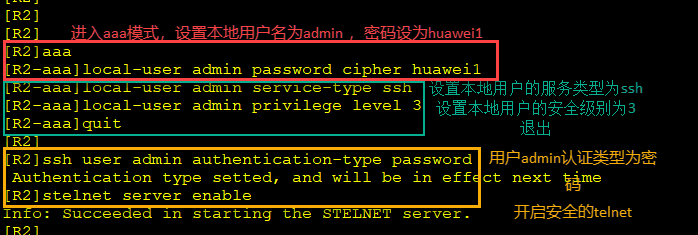 [R2]
[R2] 进入aaa模式，设置本地用户名为admin ，密码设为huawei1
[R2]aaa
[R2-aaa]local-user admin password cipher huawei1
[R2-aaa]local-user admin service-type ssh 设置本地用户的服务类型为ssh
[R2-aaa]local-user admin privilege level 3 设置本地用户的安全级别为3
[R2-aaa]quit 退出
[R2]
[R2]ssh user admin authentication-type password 用户admin认证类型为密
Authentication type setted, and will be in effect next time
码
[R2]stelnet server enable
Info: Succeeded in starting the STELNET server. 开启安全的telnet
[R2]